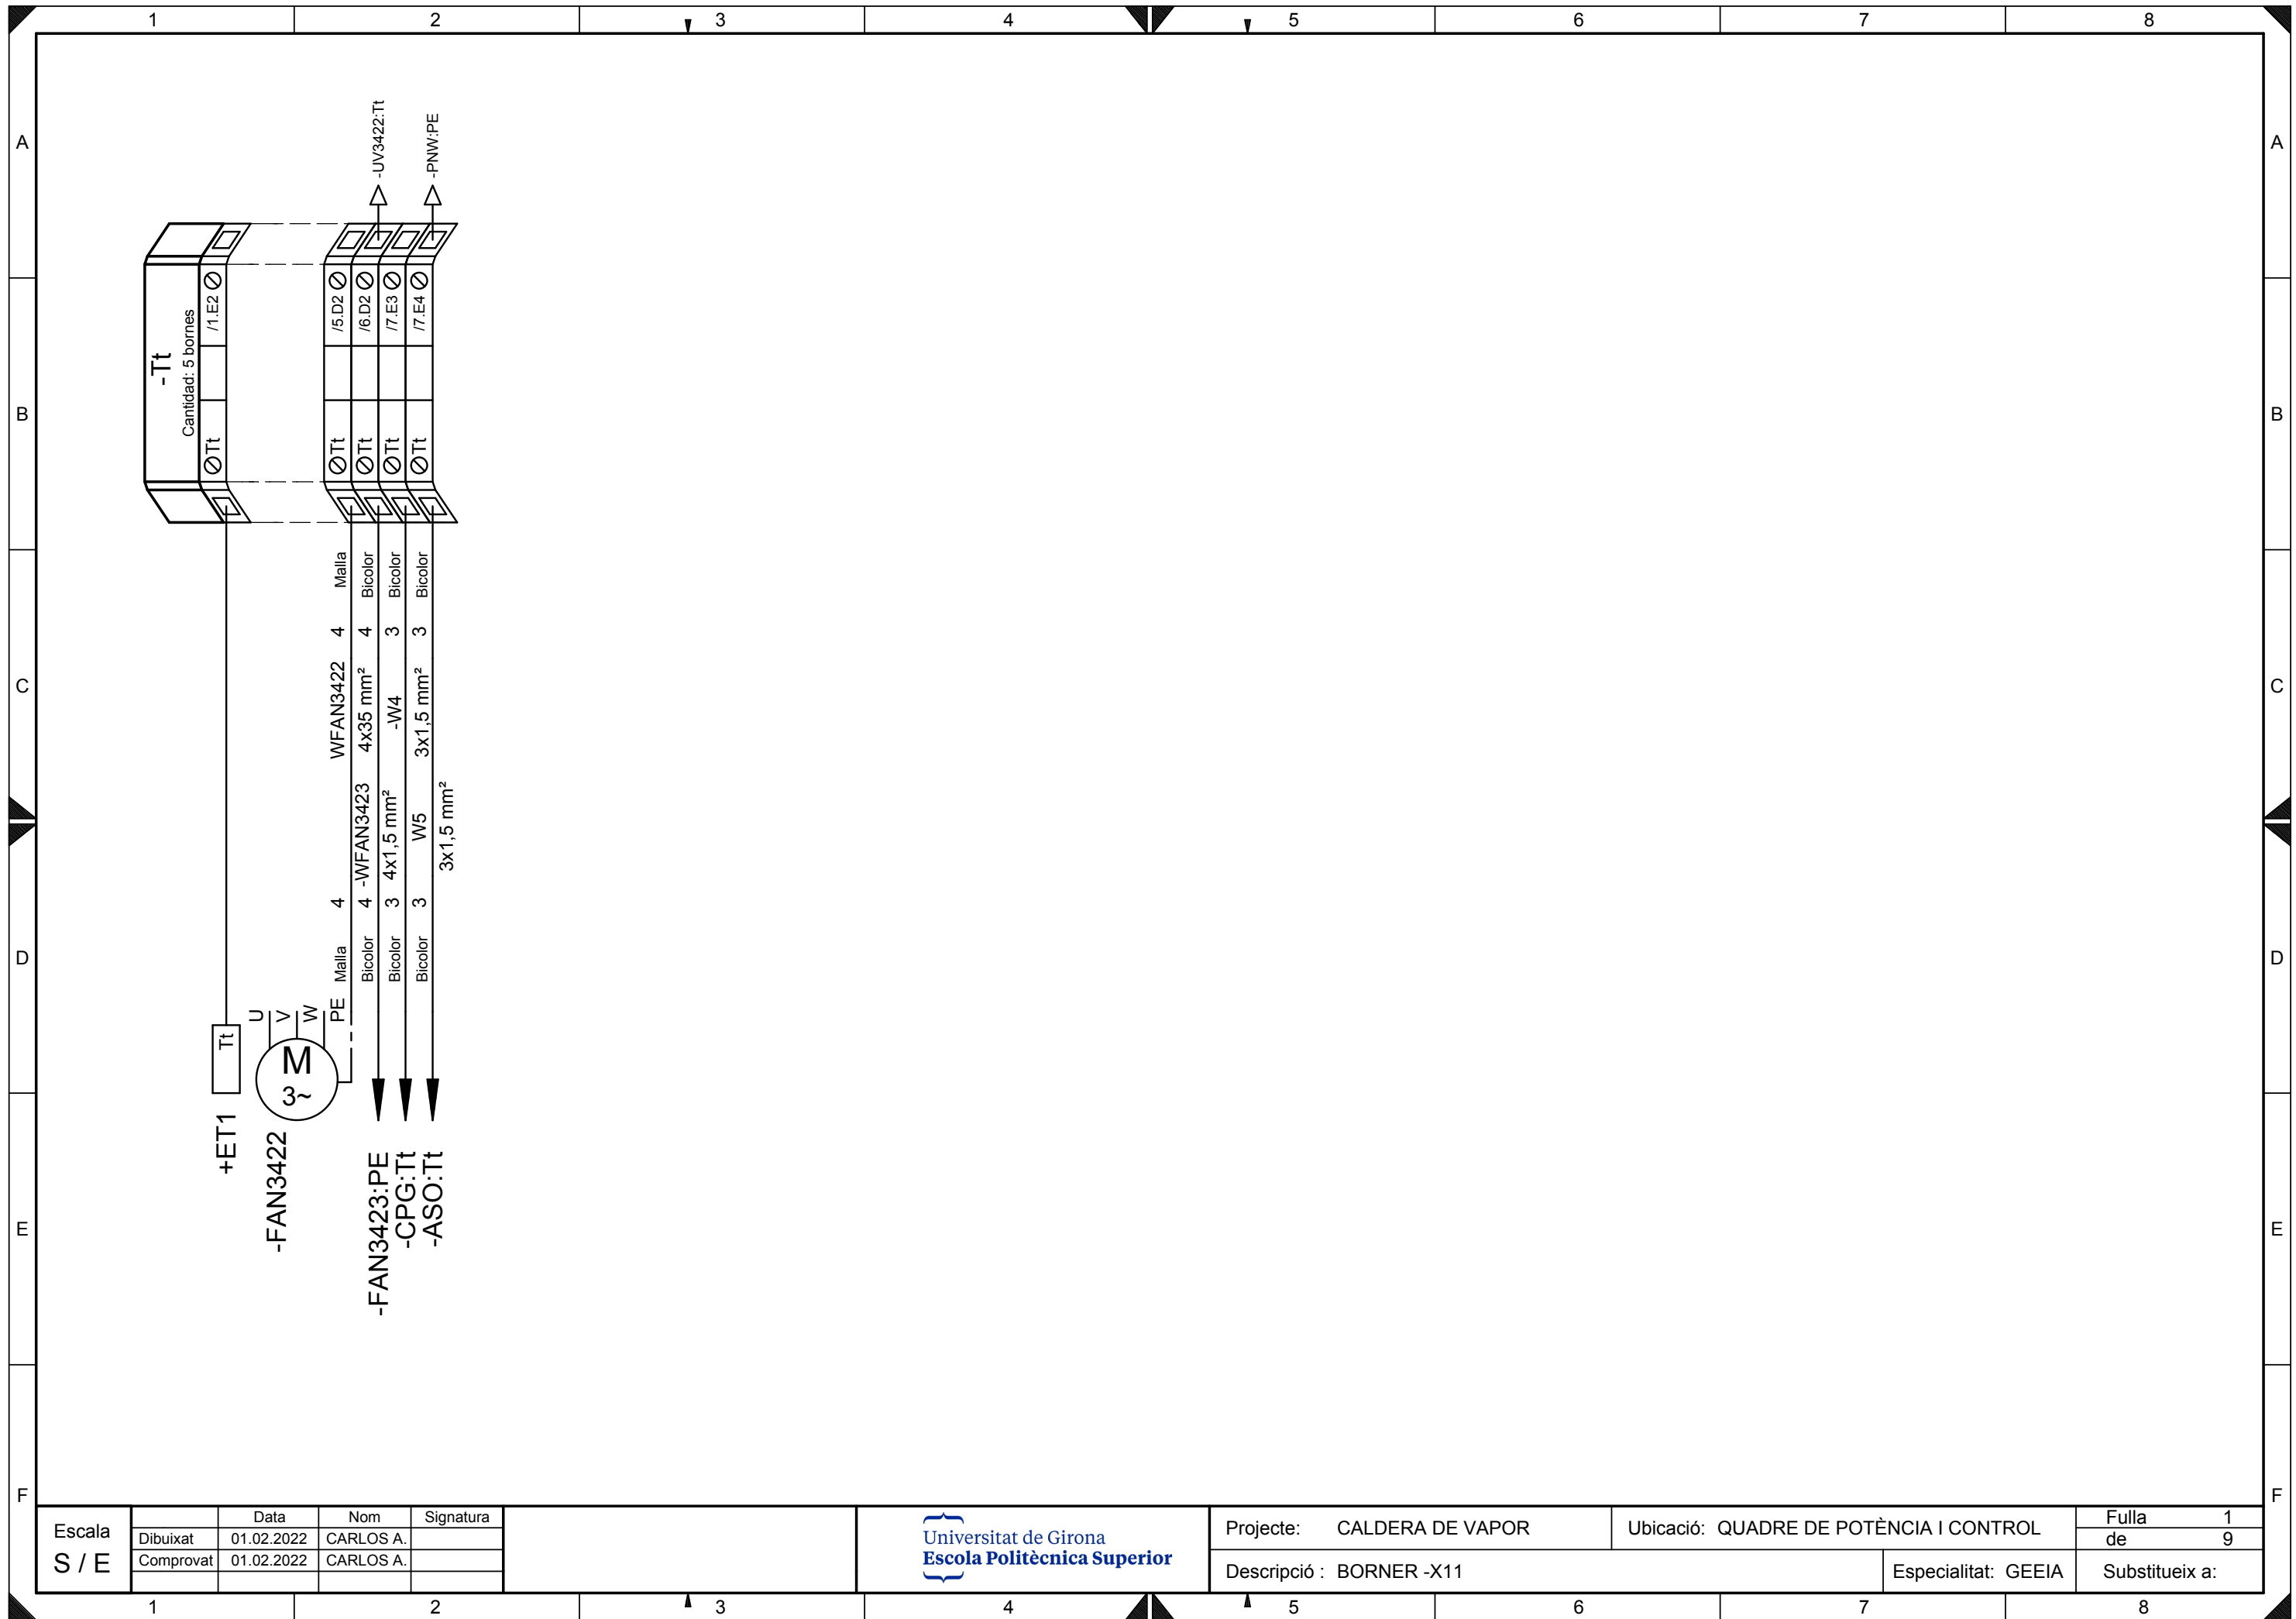 1 2 3 4 5 6 7 8
A A
B B
C C
D D
E E
F F
-UV3422:Tt
-PNW:PE
-Tt
Cantidad: 5 bornes
/1.E2
/5.D2
/6.D2
/7.E3
/7.E4
Tt
Tt
Tt
Tt
Tt
Malla
Bicolor
Bicolor
Bicolor
4
4
3
3
WFAN3422
4x35 mm²
-W4
3x1,5 mm²
-WFAN3423
4x1,5 mm²
W5
3x1,5 mm²
4
4
3
3
Malla
Bicolor
Bicolor
Bicolor
Tt
U
V
W
PE
M
3~
+ET1
-FAN3422
-FAN3423:PE
-CPG:Tt
-ASO:Tt
Escala
S / E
Data Nom Signatura
Dibuixat 01.02.2022 CARLOS A.
Comprovat 01.02.2022 CARLOS A.
Universitat de Girona
Escola Politècnica Superior
Projecte: CALDERA DE VAPOR
Ubicació: QUADRE DE POTÈNCIA I CONTROL
Fulla 1
de 9
Descripció : BORNER -X11
Especialitat: GEEIA
Substitueix a:
1 2 3 4 5 6 7 8